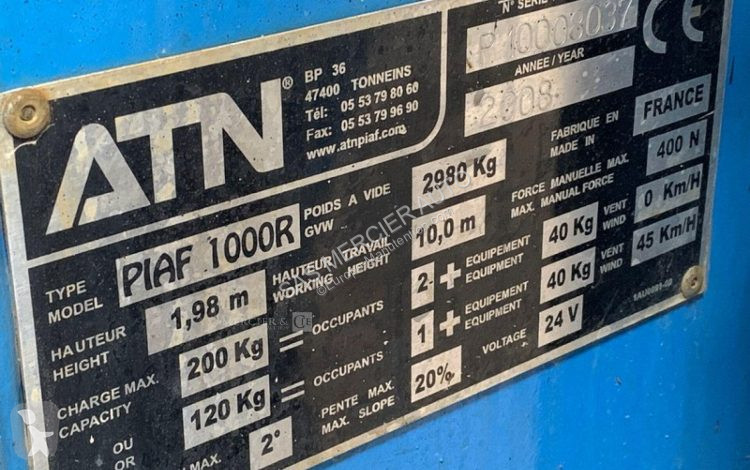 ATN®
BP 36
47400 TONNEINS
Tél: 05 53 79 80 60
Fax: 05 53 79 96 90
www.atnpiaf.com
N° SERIE
CE
ANNEE / YEAR
2008
TYPE
MODEL
PIAF 1000R
POIDS A VIDE
GVW
2980 Kg
FABRIQUE EN
MADE IN
FRANCE
HAUTEUR
HEIGHT
1,98 m
HAUTEUR TRAVAIL
WORKING HEIGHT
10,0 m
FORCE MANUELLE MAX.
MAX. MANUAL FORCE
400 N
CHARGE MAX.
CAPACITY
200 Kg
= OCCUPANTS
2 + EQUIPEMENT
EQUIPMENT
40 Kg
VENT
WIND
0 Km/H
OU
OR
120 Kg
= OCCUPANTS
1 + EQUIPEMENT
EQUIPMENT
40 Kg
VENT
WIND
45 Km/H
MAX.
2°
PENTE MAX.
MAX. SLOPE
20%
VOLTAGE
24 V
SAS MERCIER